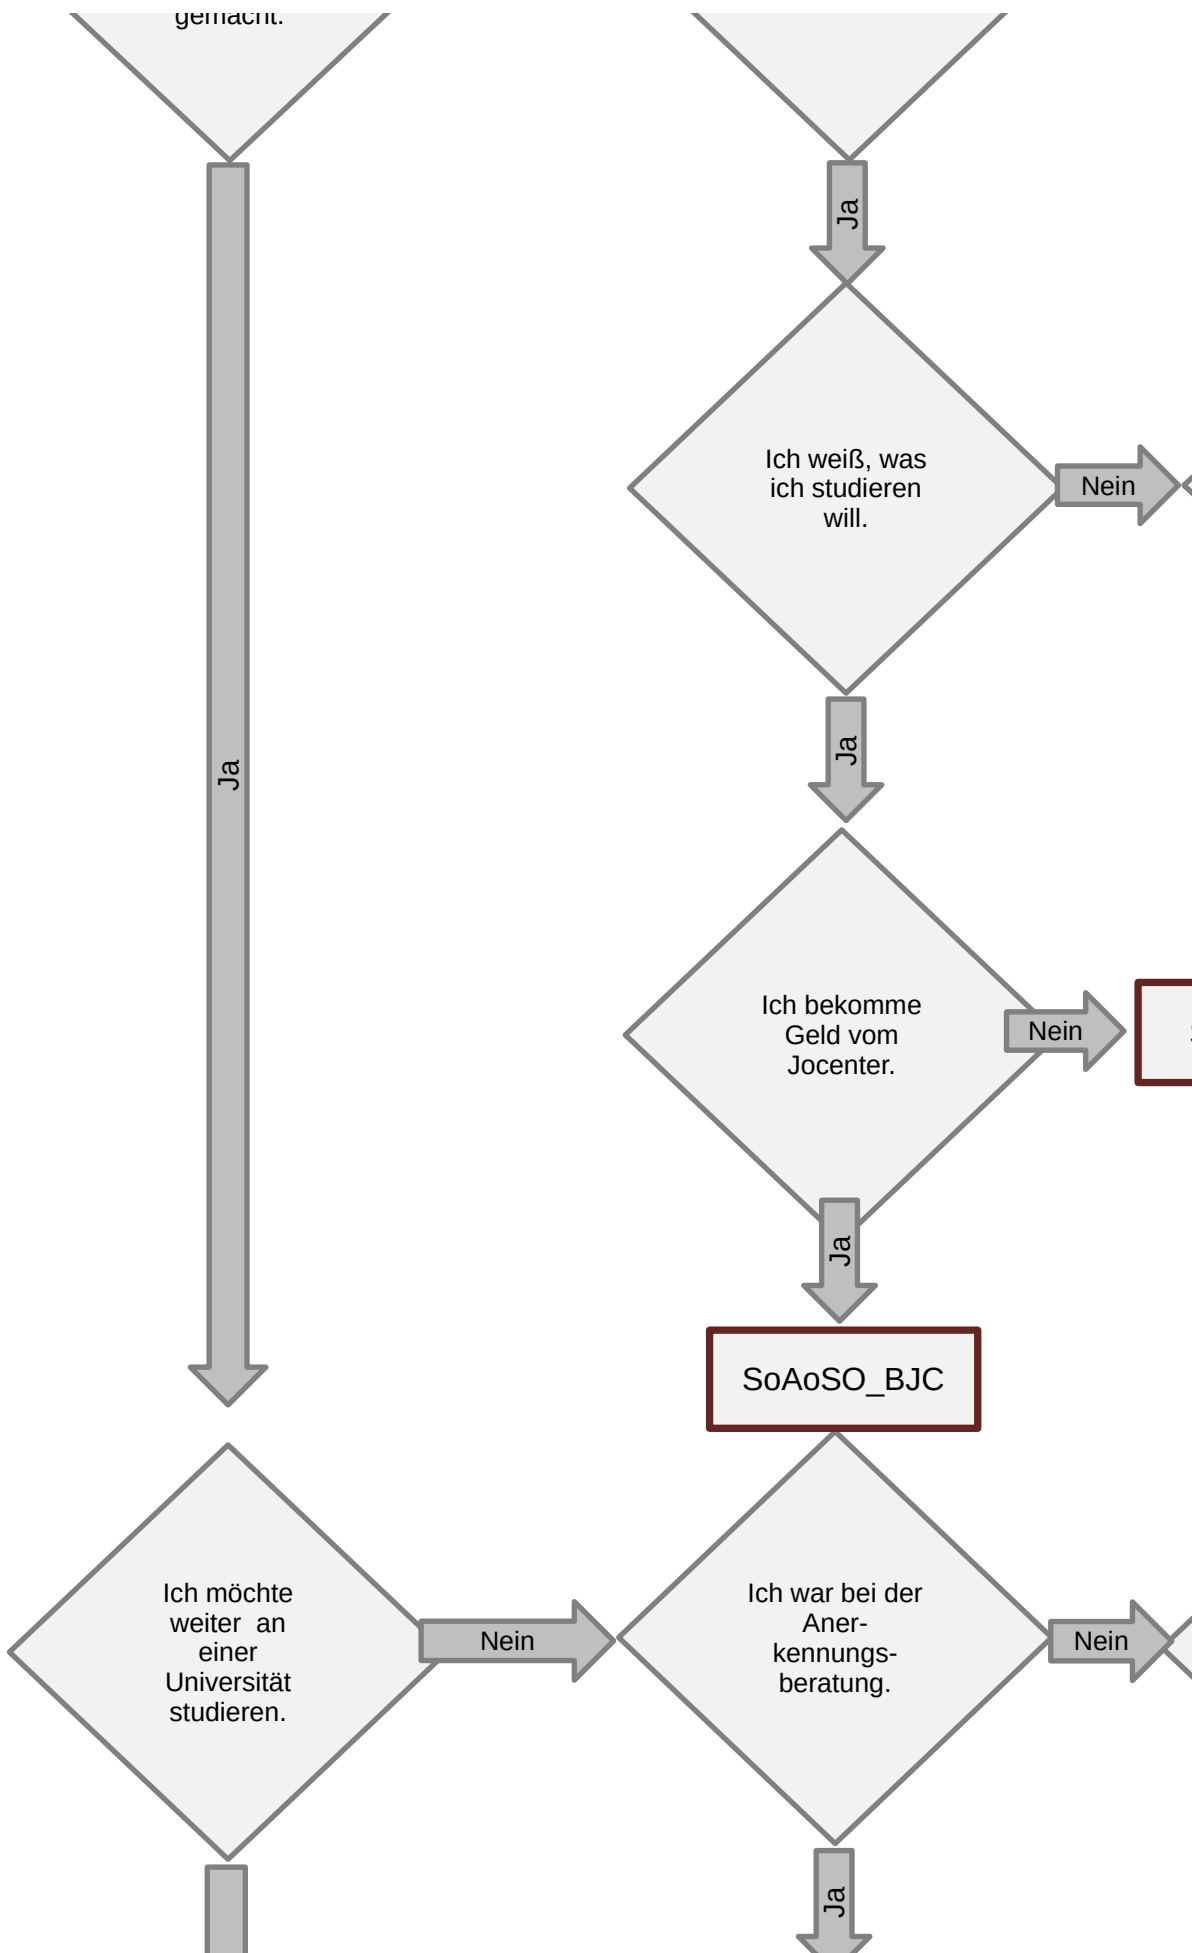 gemacht.
Ja
Ich weiß, was
ich studieren
will.
Nein
Ja
Ja
Ich bekomme
Geld vom
Jocenter.
Nein
Ja
SoAoSO_BJC
Ich möchte
weiter an
einer
Universität
studieren.
Nein
Ich war bei der
Aner-
kennungs-
beratung.
Nein
Ja